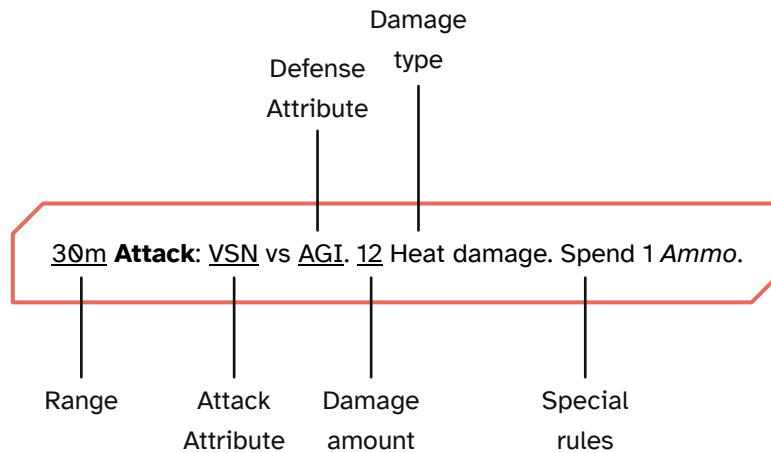 Damage
type
Defense
Attribute
30m Attack: VSN vs AGI. 12 Heat damage. Spend 1 Ammo.
Range
Attack
Attribute
Damage
amount
Special
rules